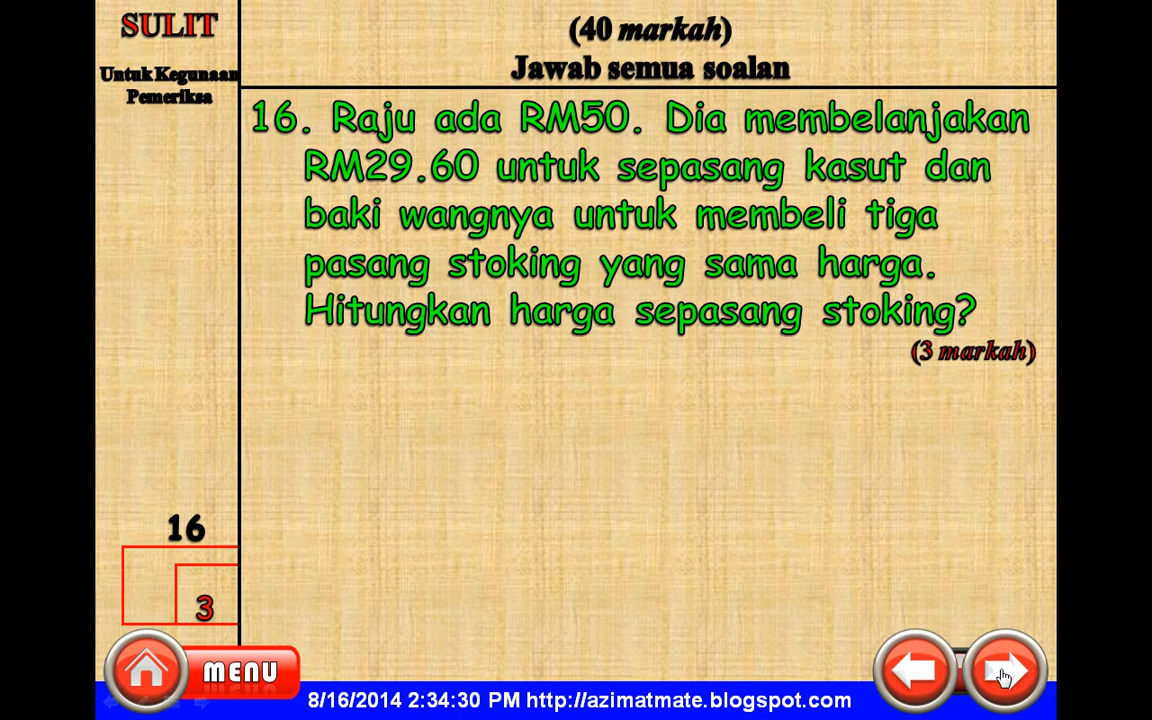 SULIT
Untuk Kegunaan
Pemeriksa
(40 markah)
Jawab semua soalan
16. Raju ada RM50. Dia membelanjakan
RM29.60 untuk sepasang kasut dan
baki wangnya untuk membeli tiga
pasang stoking yang sama harga.
Hitungkan harga sepasang stoking?
(3 markah)
16
3
MENU
8/16/2014 2:34:30 PM http://azimatmate.blogspot.com